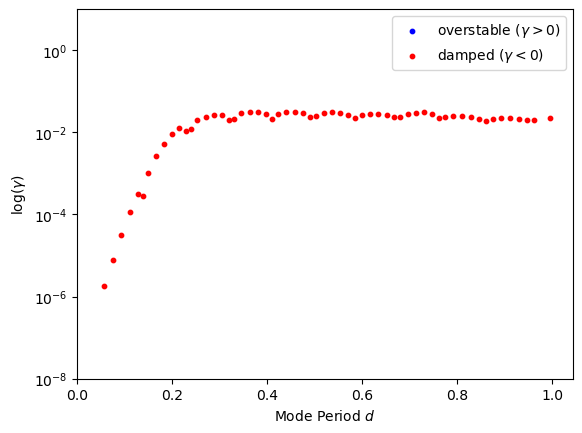 overstable (γ > 0)
damped (γ < 0)
10⁰
10⁻²
10⁻⁴
10⁻⁶
10⁻⁸
log(γ)
0.0 0.2 0.4 0.6 0.8 1.0
Mode Period d